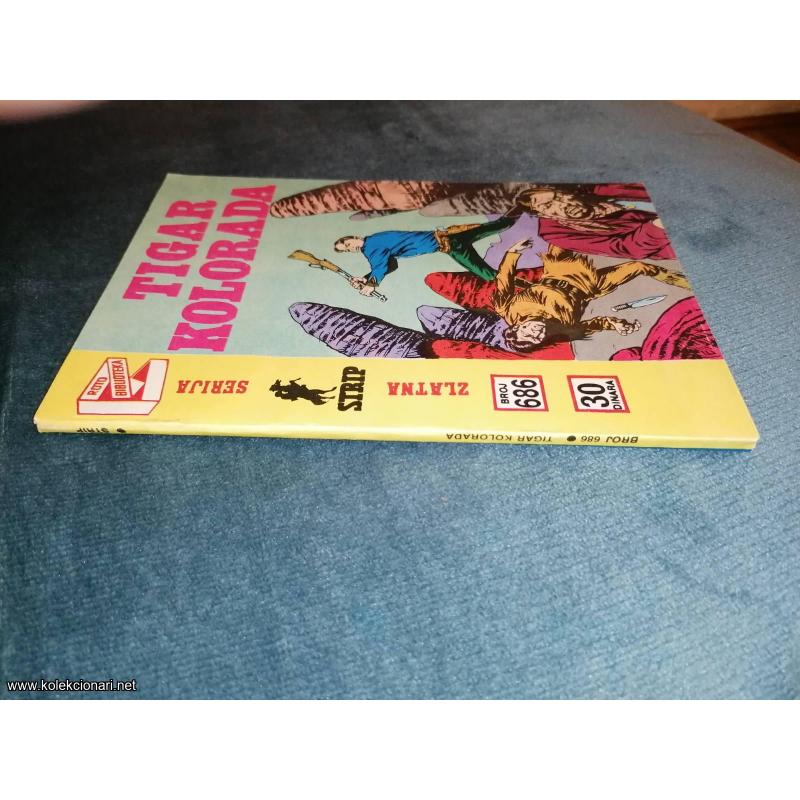 TIGAR
KOLORADA
ROTO
BIBLIOTEKA
SERIJA
STRIP
ZLATNA
BROJ
686
30
DINARA
STRIP ● TIGAR KOLORADA ● BROJ 686
www.kolekcionari.net